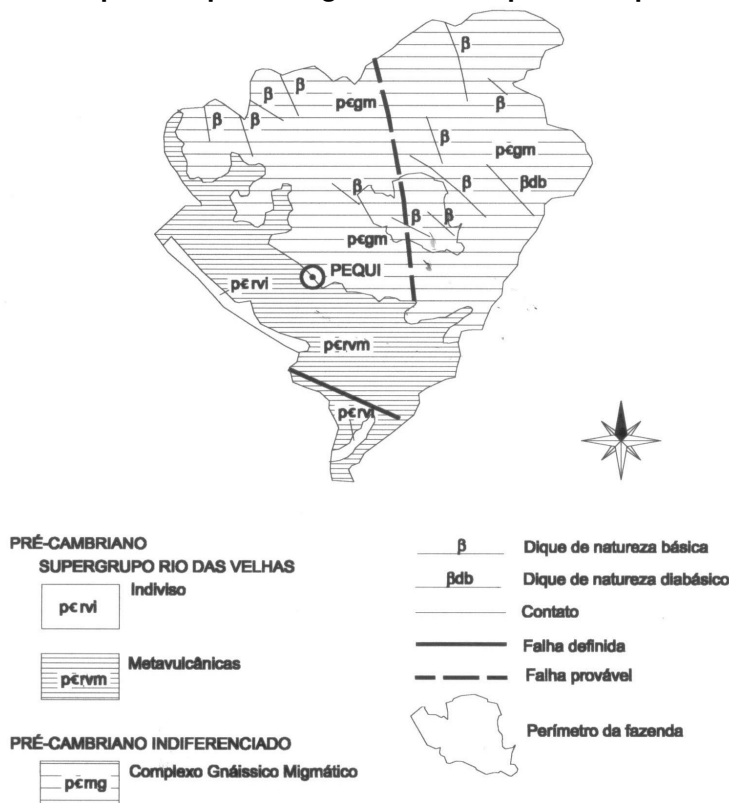 β
β
β
pЄgm
β
β
β
β
pЄgm
β
β
βdb
β
β
pЄgm
PEQUI
pЄrvi
pЄrvm
pЄrvi
PRÉ-CAMBRIANO
SUPERGRUPO RIO DAS VELHAS
pЄrvi
Indiviso
pЄrvm
Metavulcânicas
PRÉ-CAMBRIANO INDIFERENCIADO
pЄmg
Complexo Gnáissico Migmático
β
Dique de natureza básica
βdb
Dique de natureza diabásico
Contato
Falha definida
Falha provável
Perímetro da fazenda